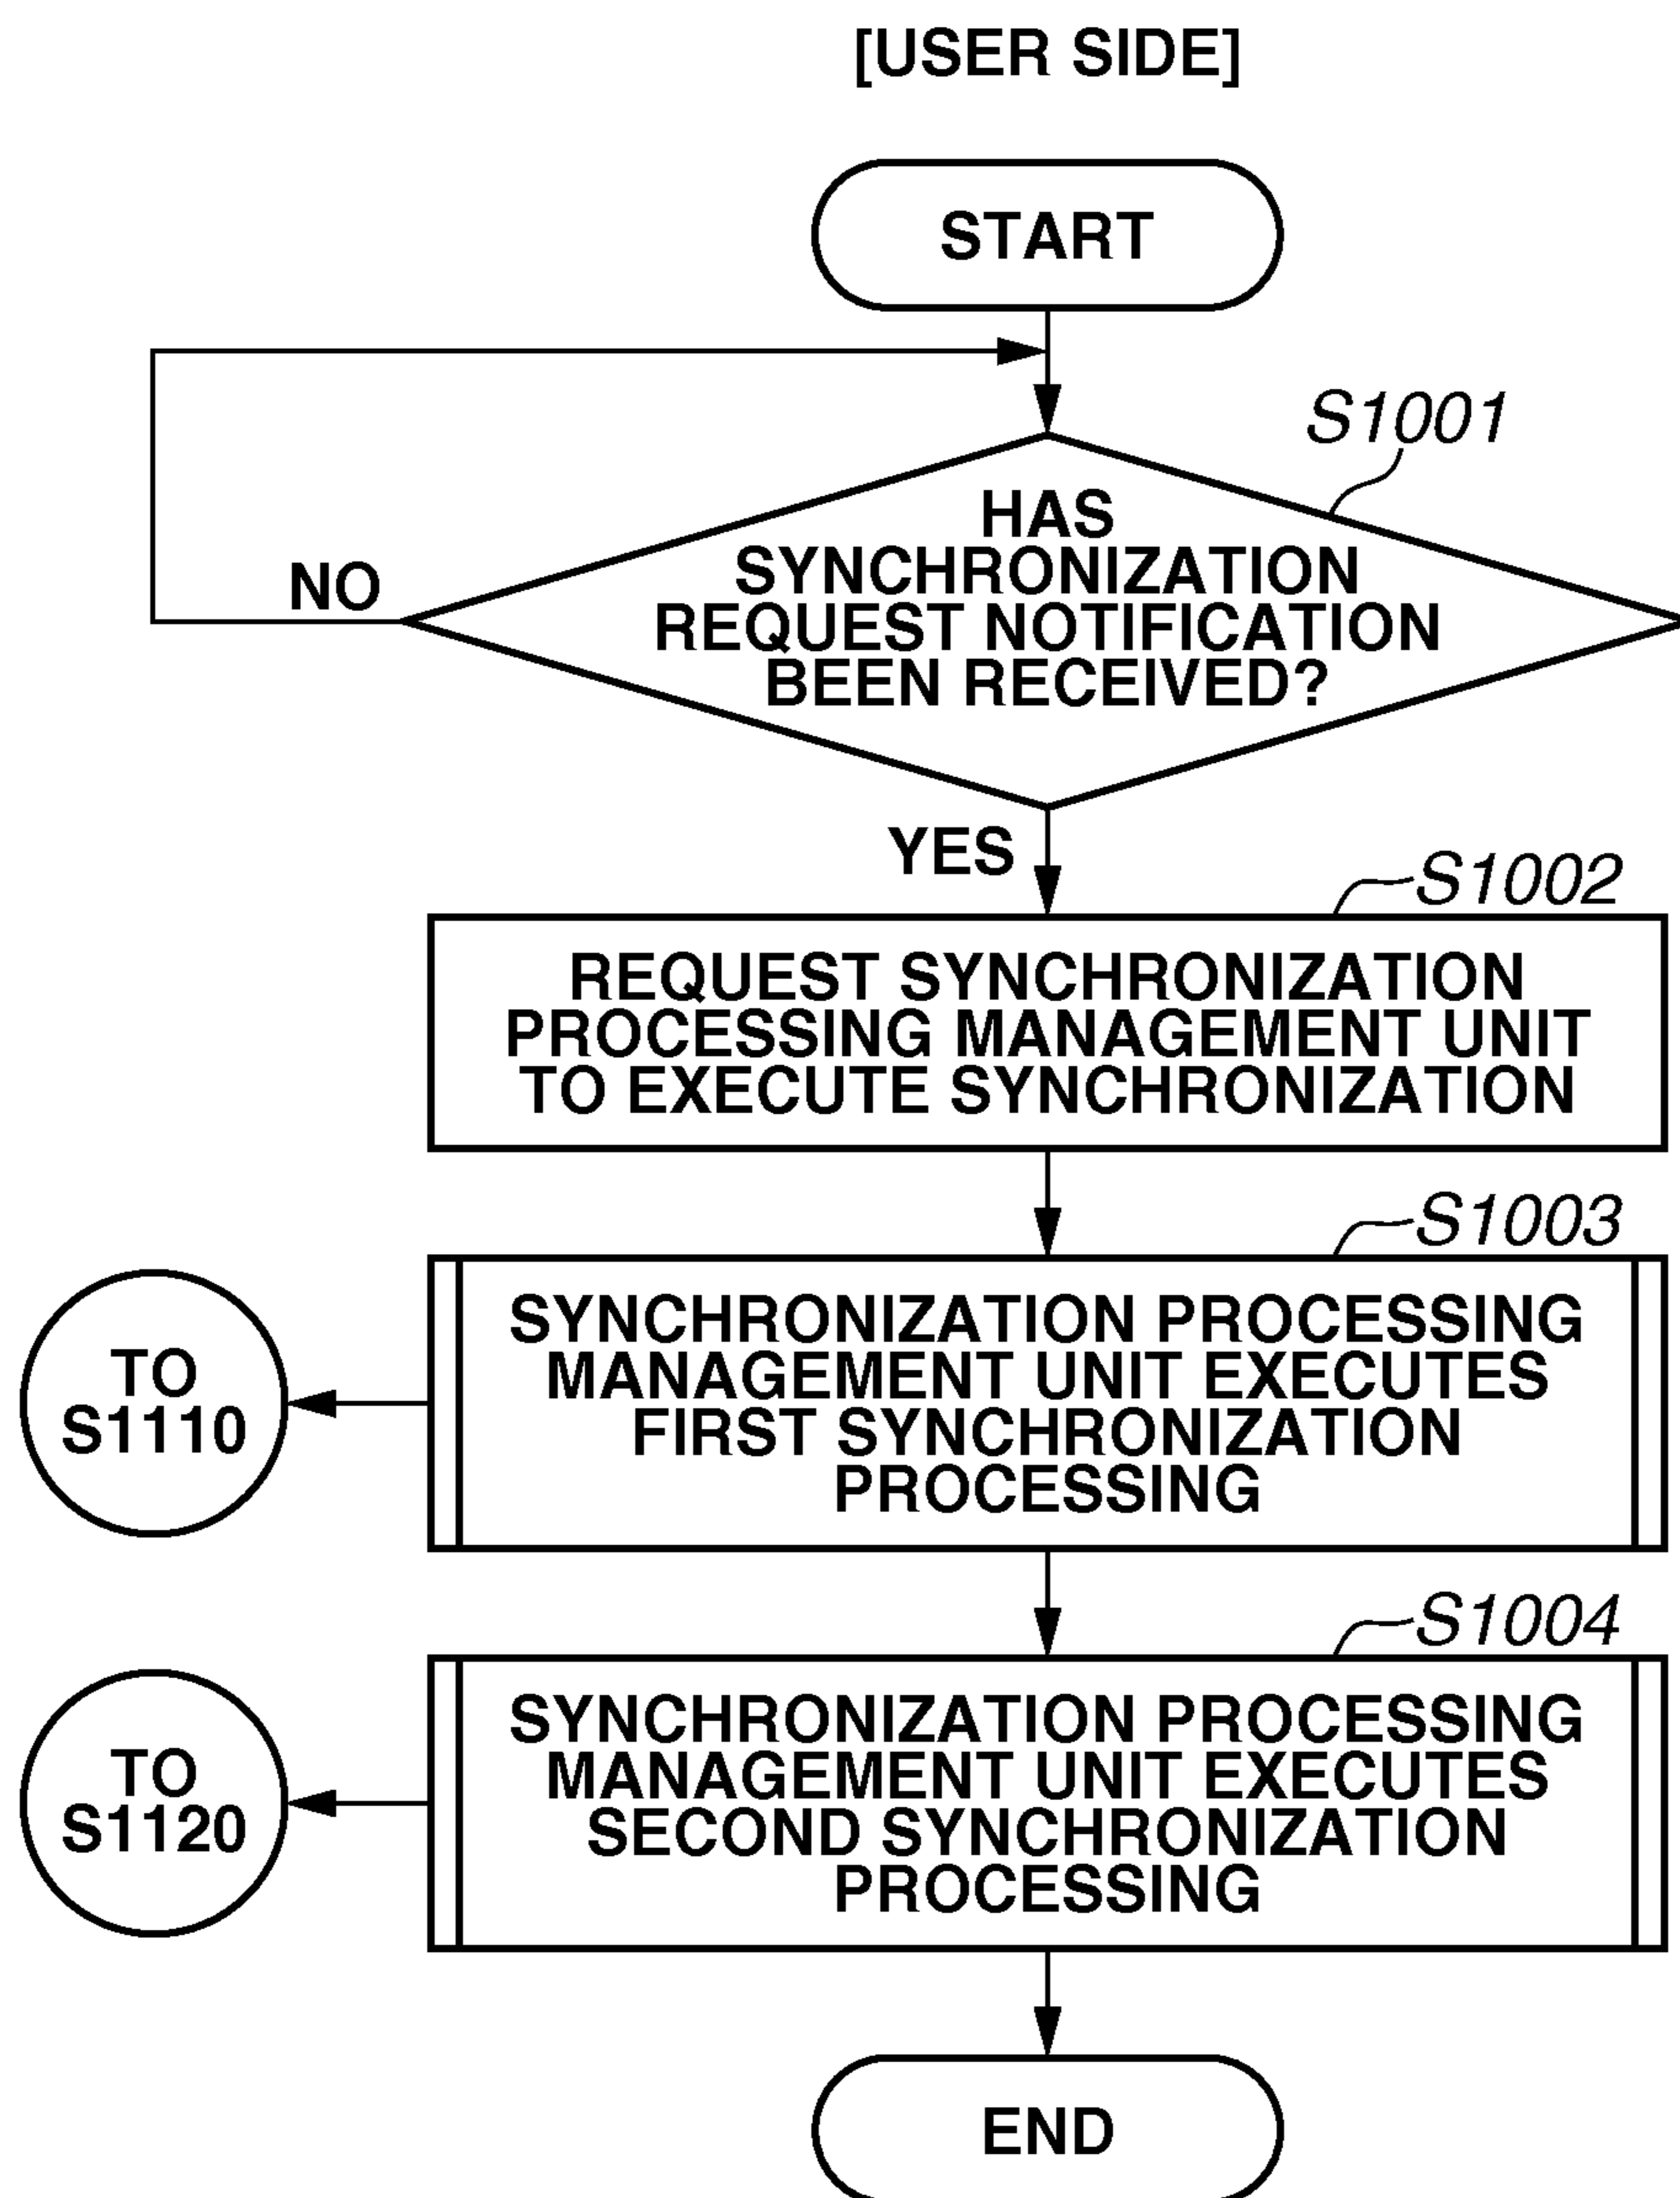 [USER SIDE]
START
S1001
HAS
SYNCHRONIZATION
REQUEST NOTIFICATION
BEEN RECEIVED?
NO
YES
S1002
REQUEST SYNCHRONIZATION
PROCESSING MANAGEMENT UNIT
TO EXECUTE SYNCHRONIZATION
S1003
SYNCHRONIZATION PROCESSING
MANAGEMENT UNIT EXECUTES
FIRST SYNCHRONIZATION
PROCESSING
TO
S1110
S1004
SYNCHRONIZATION PROCESSING
MANAGEMENT UNIT EXECUTES
SECOND SYNCHRONIZATION
PROCESSING
TO
S1120
END